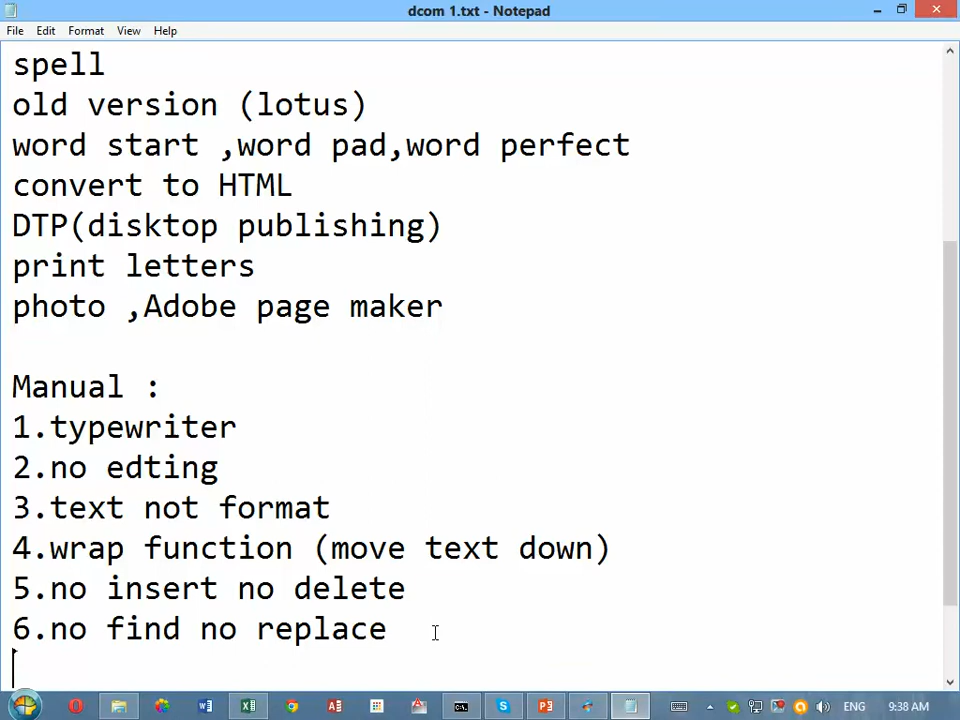 dcom 1.txt - Notepad
File Edit Format View Help
spell
old version (lotus)
word start ,word pad,word perfect
convert to HTML
DTP(disktop publishing)
print letters
photo ,Adobe page maker
Manual :
1.typewriter
2.no edting
3.text not format
4.wrap function (move text down)
5.no insert no delete
6.no find no replace
ENG 9:38 AM